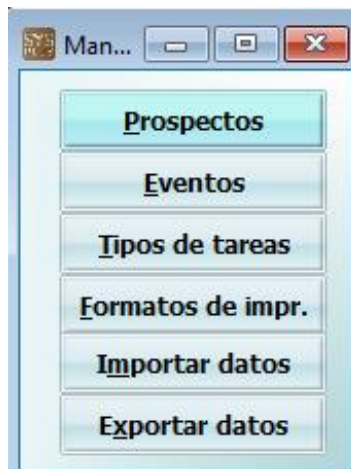 Man...
Prospectos
Eventos
Tipos de tareas
Formatos de impr.
Importar datos
Exportar datos